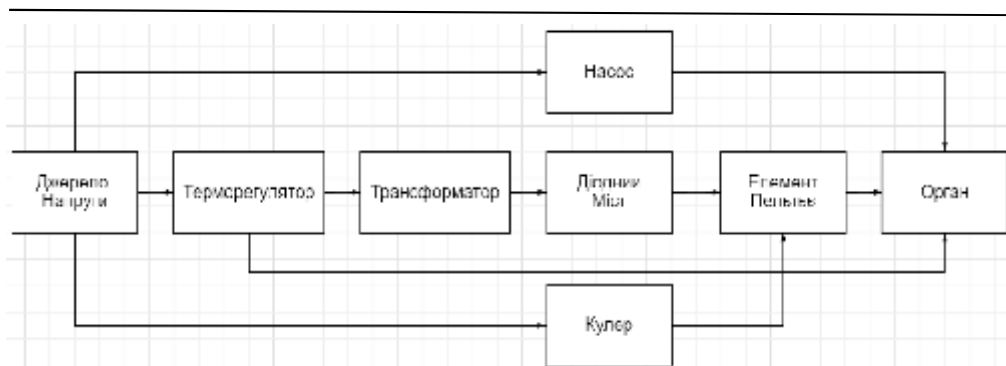 Насос
Джерело
Напруги
Терморегулятор
Трансформатор
Діодний
Міст
Елемент
Пельтьє
Орган
Кулер